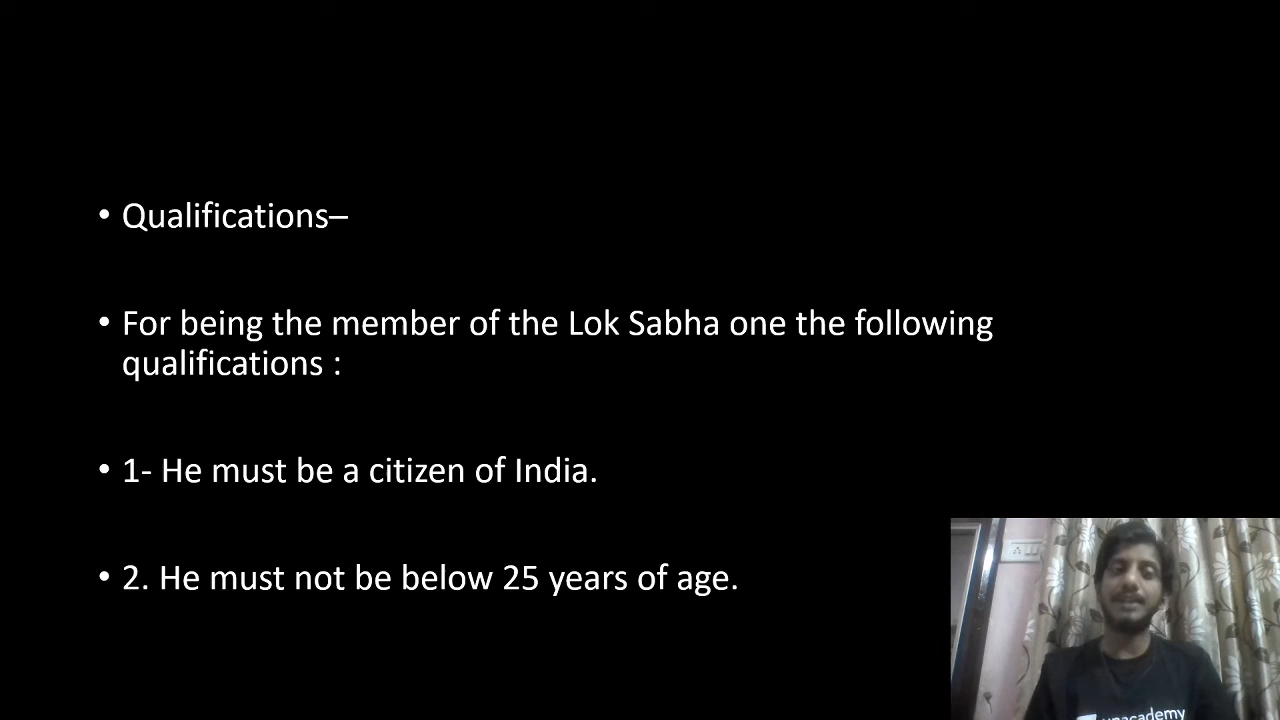 • Qualifications–
• For being the member of the Lok Sabha one the following
qualifications :
• 1- He must be a citizen of India.
• 2. He must not be below 25 years of age.
unacademy